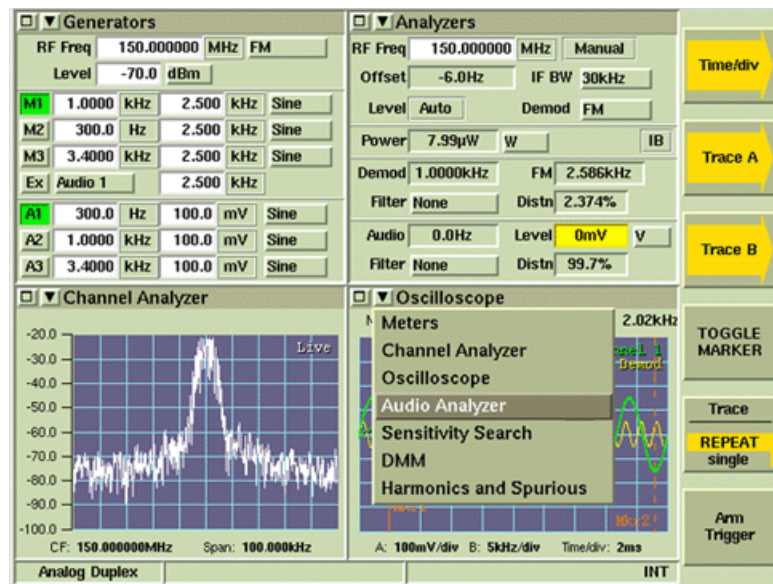 Generators
RF Freq 150.000000 MHz FM
Level -70.0 dBm
M1 1.0000 kHz 2.500 kHz Sine
M2 300.0 Hz 2.500 kHz Sine
M3 3.4000 kHz 2.500 kHz Sine
Ex Audio 1 2.500 kHz
A1 300.0 Hz 100.0 mV Sine
A2 1.0000 kHz 100.0 mV Sine
A3 3.4000 kHz 100.0 mV Sine
Analyzers
RF Freq 150.000000 MHz Manual
Offset -6.0Hz IF BW 30kHz
Level Auto Demod FM
Power 7.99µW W IB
Demod 1.0000kHz FM 2.586kHz
Filter None Distn 2.374%
Audio 0.0Hz Level 0mV V
Filter None Distn 99.7%
Channel Analyzer
Live
-20.0
-30.0
-40.0
-50.0
-60.0
-70.0
-80.0
-90.0
-100.0
CF: 150.000000MHz Span: 100.000kHz
Oscilloscope
2.02kHz
Meters
Channel Analyzer
Oscilloscope
Audio Analyzer
Sensitivity Search
DMM
Harmonics and Spurious
1
Demod
Mkr2
A: 100mV/div B: 5kHz/div Time/div: 2ms
Time/div
Trace A
Trace B
TOGGLE
MARKER
Trace
REPEAT
single
Arm
Trigger
Analog Duplex
INT